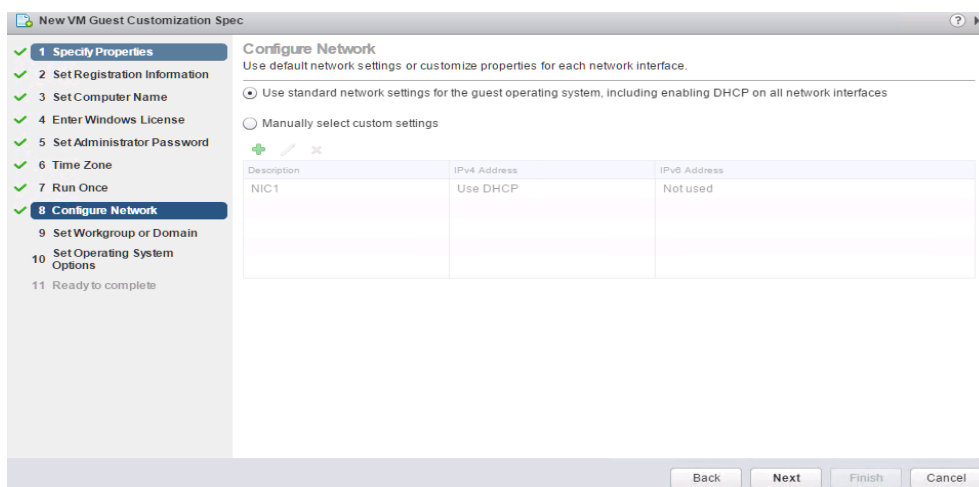 New VM Guest Customization Spec
?
1 Specify Properties
2 Set Registration Information
3 Set Computer Name
4 Enter Windows License
5 Set Administrator Password
6 Time Zone
7 Run Once
8 Configure Network
9 Set Workgroup or Domain
10 Set Operating System
Options
11 Ready to complete
Configure Network
Use default network settings or customize properties for each network interface.
Use standard network settings for the guest operating system, including enabling DHCP on all network interfaces
Manually select custom settings
Description IPv4 Address IPv6 Address
NIC1 Use DHCP Not used
Back Next Finish Cancel